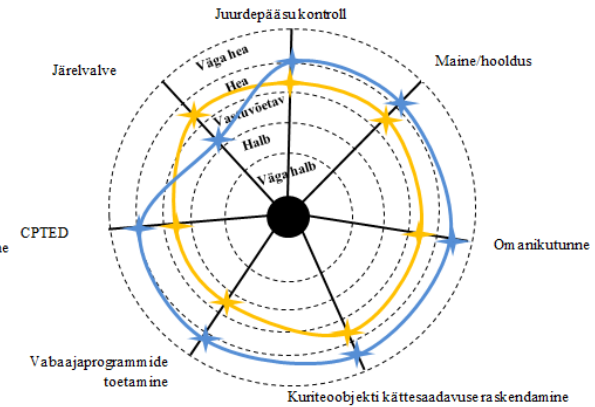 Juurdepääsu kontroll
Maine/hooldus
Järelvalve
Väga hea
Hea
Vastuvõetav
Halb
Väga halb
CPTED
Omanikutunne
Vabaajaprogrammide
toetamine
Kuriteoobjekti kättesaadavuse raskendamine